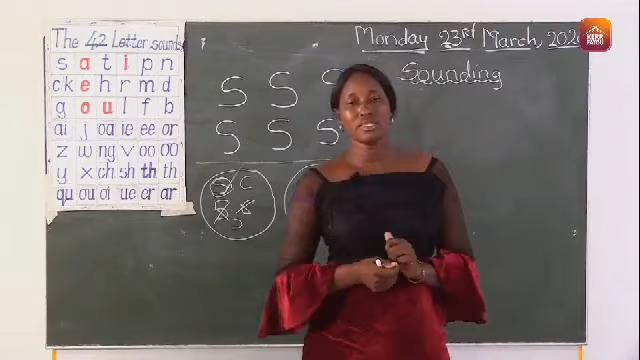 The 42 Letter sounds
s a t i p n
ck e h r m d
g o u l f b
ai j oa ie ee or
z w ng v oo oo
y x ch sh th th
qu ou oi ue er ar
Monday 23rd March, 202
Sounding
S S S
S S S